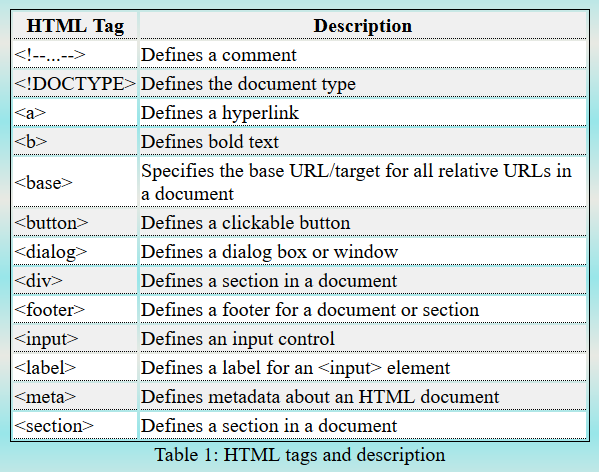 HTML Tag Description
<!--...--> Defines a comment
<!DOCTYPE> Defines the document type
<a> Defines a hyperlink
<b> Defines bold text
<base> Specifies the base URL/target for all relative URLs in
a document
<button> Defines a clickable button
<dialog> Defines a dialog box or window
<div> Defines a section in a document
<footer> Defines a footer for a document or section
<input> Defines an input control
<label> Defines a label for an <input> element
<meta> Defines metadata about an HTML document
<section> Defines a section in a document
Table 1: HTML tags and description